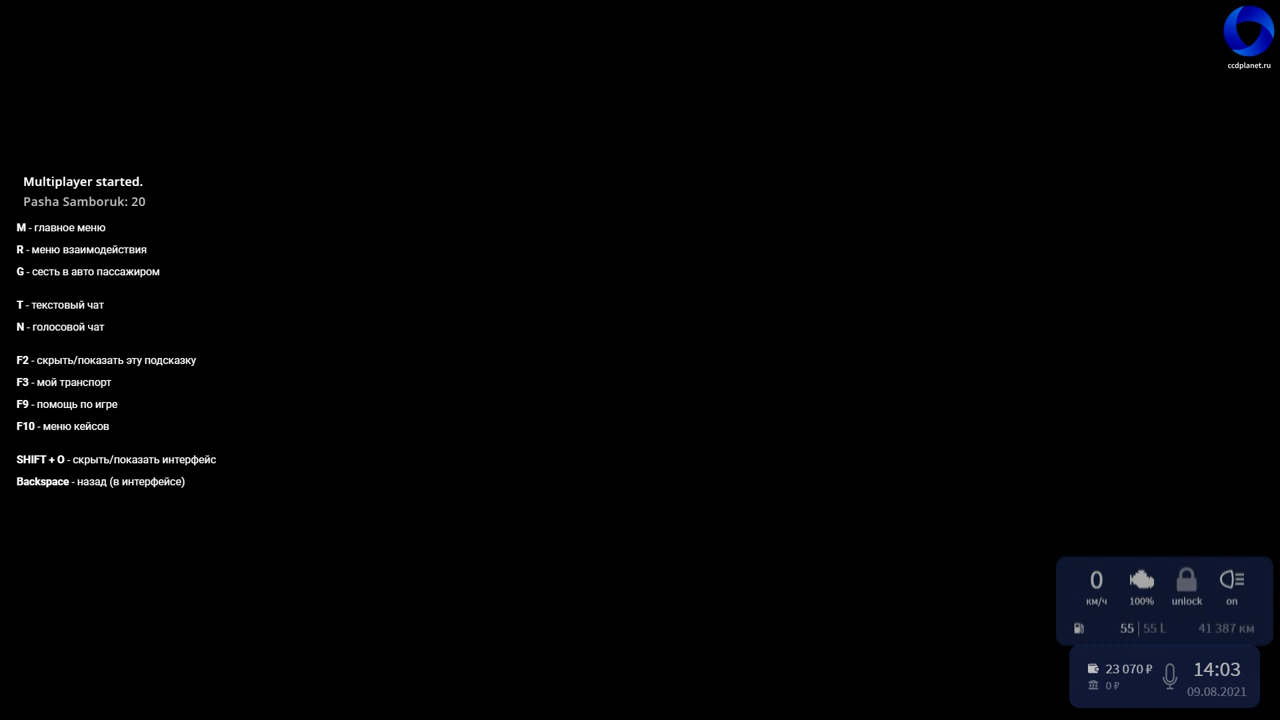 ccdplanet.ru
Multiplayer started.
Pasha Samboruk: 20
M - главное меню
R - меню взаимодействия
G - сесть в авто пассажиром
T - текстовый чат
N - голосовой чат
F2 - скрыть/показать эту подсказку
F3 - мой транспорт
F9 - помощь по игре
F10 - меню кейсов
SHIFT + O - скрыть/показать интерфейс
Backspace - назад (в интерфейсе)
0
км/ч 100% unlock on
55 | 55 L 41 387 км
23 070 ₽ 14:03
0 ₽ 09.08.2021